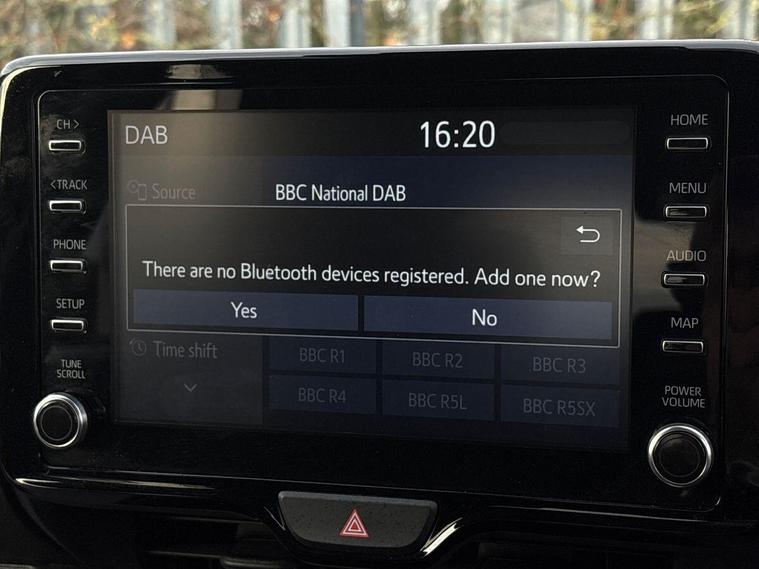 CH >
DAB
16:20
HOME
< TRACK
Source
BBC National DAB
MENU
PHONE
There are no Bluetooth devices registered. Add one now?
AUDIO
SETUP
Yes
No
MAP
TUNE
SCROLL
Time shift
BBC R1
BBC R2
BBC R3
POWER
VOLUME
BBC R4
BBC R5L
BBC R5SX